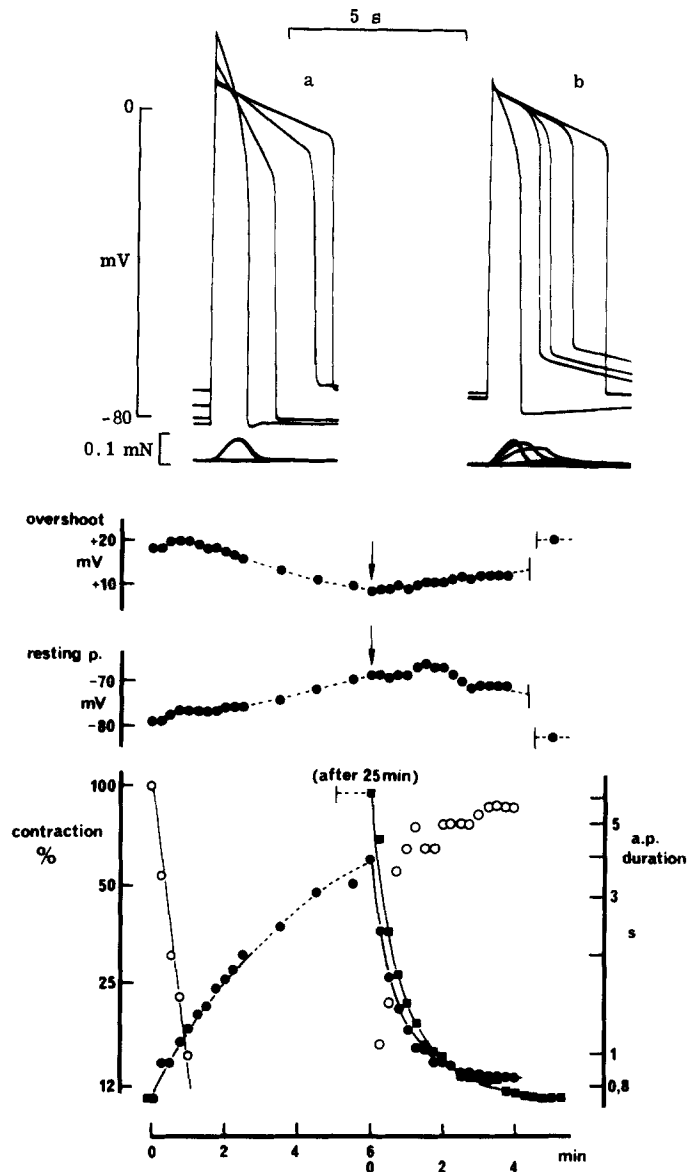 5 s
a
b
0
mV
-80
0.1 mN
overshoot
+20
mV
+10
resting p.
-70
mV
-80
(after 25min)
100
contraction
%
50
25
12
5
a.p.
duration
3
s
1
0,8
0 2 4 6 2 4 min
0